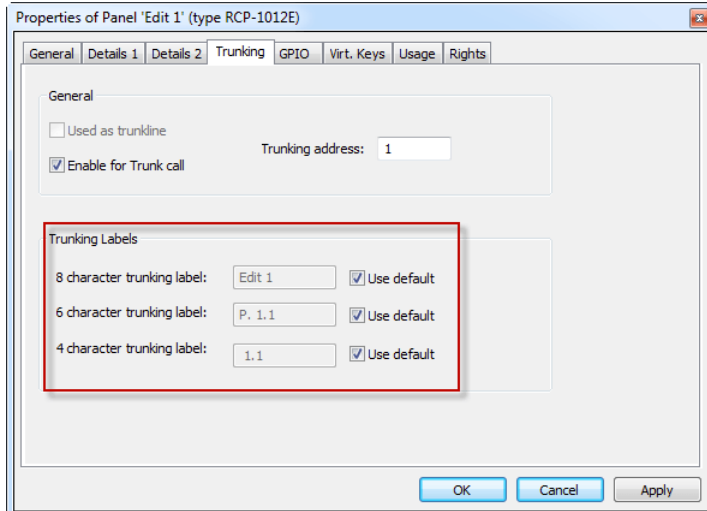 Properties of Panel 'Edit 1' (type RCP-1012E)
General Details 1 Details 2 Trunking GPIO Virt. Keys Usage Rights
General
Used as trunkline
Trunking address: 1
Enable for Trunk call
Trunking Labels
8 character trunking label: Edit 1 Use default
6 character trunking label: P. 1.1 Use default
4 character trunking label: 1.1 Use default
OK Cancel Apply